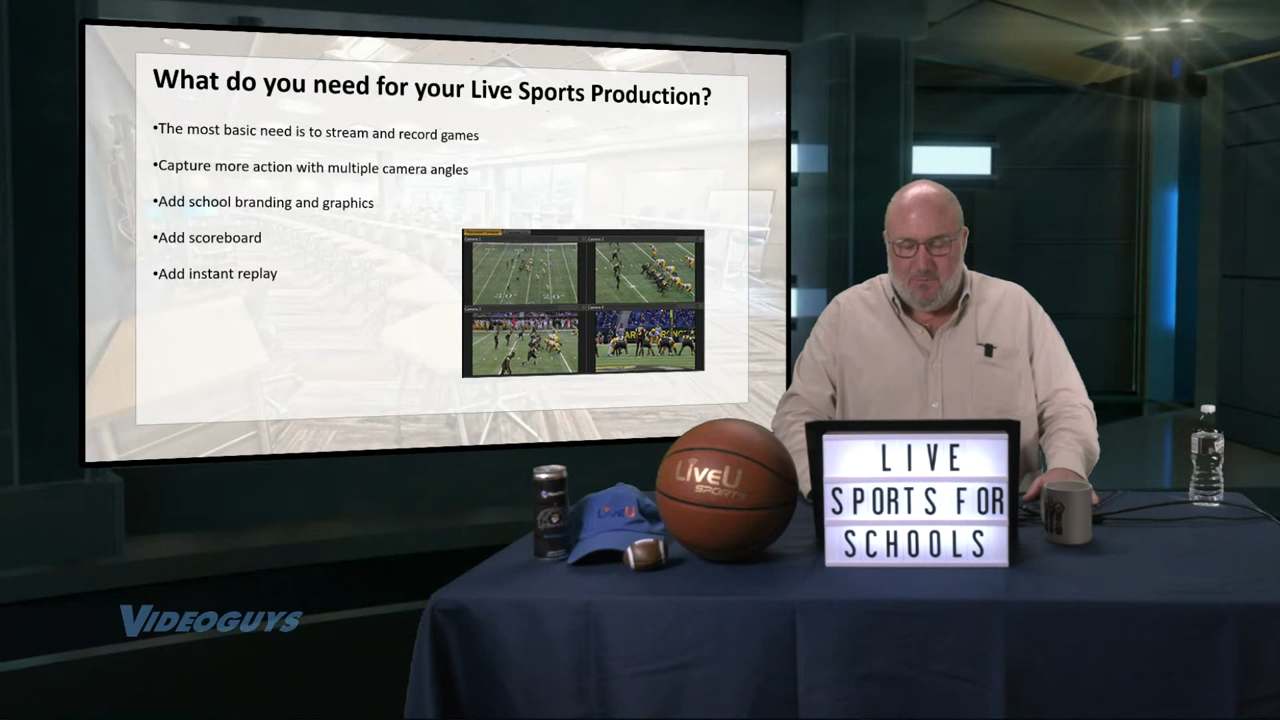 What do you need for your Live Sports Production?
•The most basic need is to stream and record games
•Capture more action with multiple camera angles
•Add school branding and graphics
•Add scoreboard
•Add instant replay
LiveU
SPORTS
LiveU
LIVE
SPORTS FOR
SCHOOLS
VIDEOGUYS